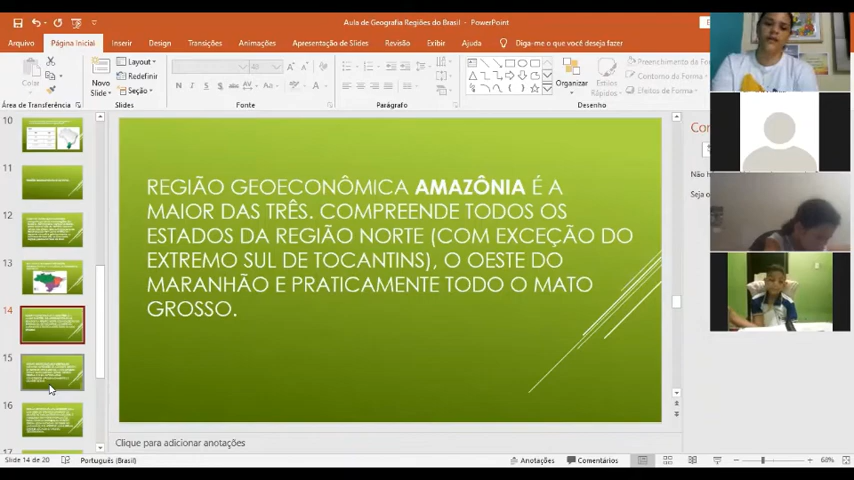 Aula de Geografia Regiões do Brasil - PowerPoint
Arquivo Página Inicial Inserir Design Transições Animações Apresentação de Slides Revisão Exibir Ajuda Diga-me o que você deseja fazer
Colar
Novo Slide
Layout
Redefinir
Seção
Organizar
Estilos Rápidos
Preenchimento da Forma
Contorno da Forma
Efeitos de Forma
Área de Transferência Slides Fonte Parágrafo Desenho
10
11
12
13
14
15
16
17
REGIÃO GEOECONÔMICA AMAZÔNIA É A
MAIOR DAS TRÊS. COMPREENDE TODOS OS
ESTADOS DA REGIÃO NORTE (COM EXCEÇÃO DO
EXTREMO SUL DE TOCANTINS), O OESTE DO
MARANHÃO E PRATICAMENTE TODO O MATO
GROSSO.
Clique para adicionar anotações
Slide 14 de 20 Português (Brasil) Anotações Comentários 68%